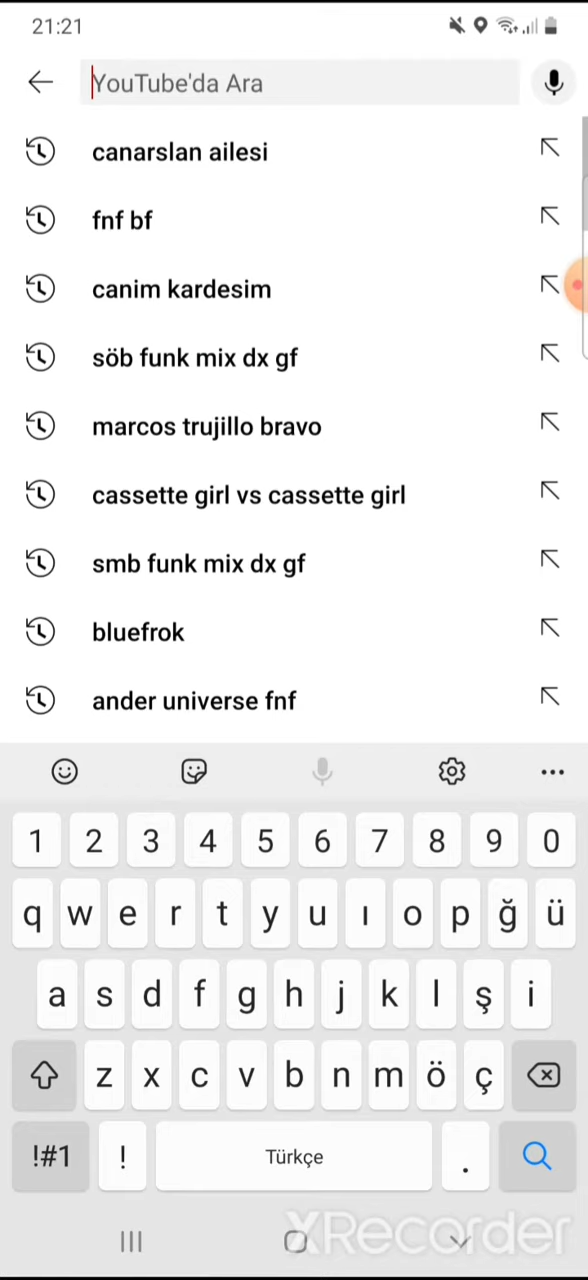 21:21
YouTube'da Ara
canarslan ailesi
fnf bf
canim kardesim
söb funk mix dx gf
marcos trujillo bravo
cassette girl vs cassette girl
smb funk mix dx gf
bluefrok
ander universe fnf
1 2 3 4 5 6 7 8 9 0
q w e r t y u ı o p ğ ü
a s d f g h j k l ş i
z x c v b n m ö ç
!#1 ! Türkçe .
XRecorder